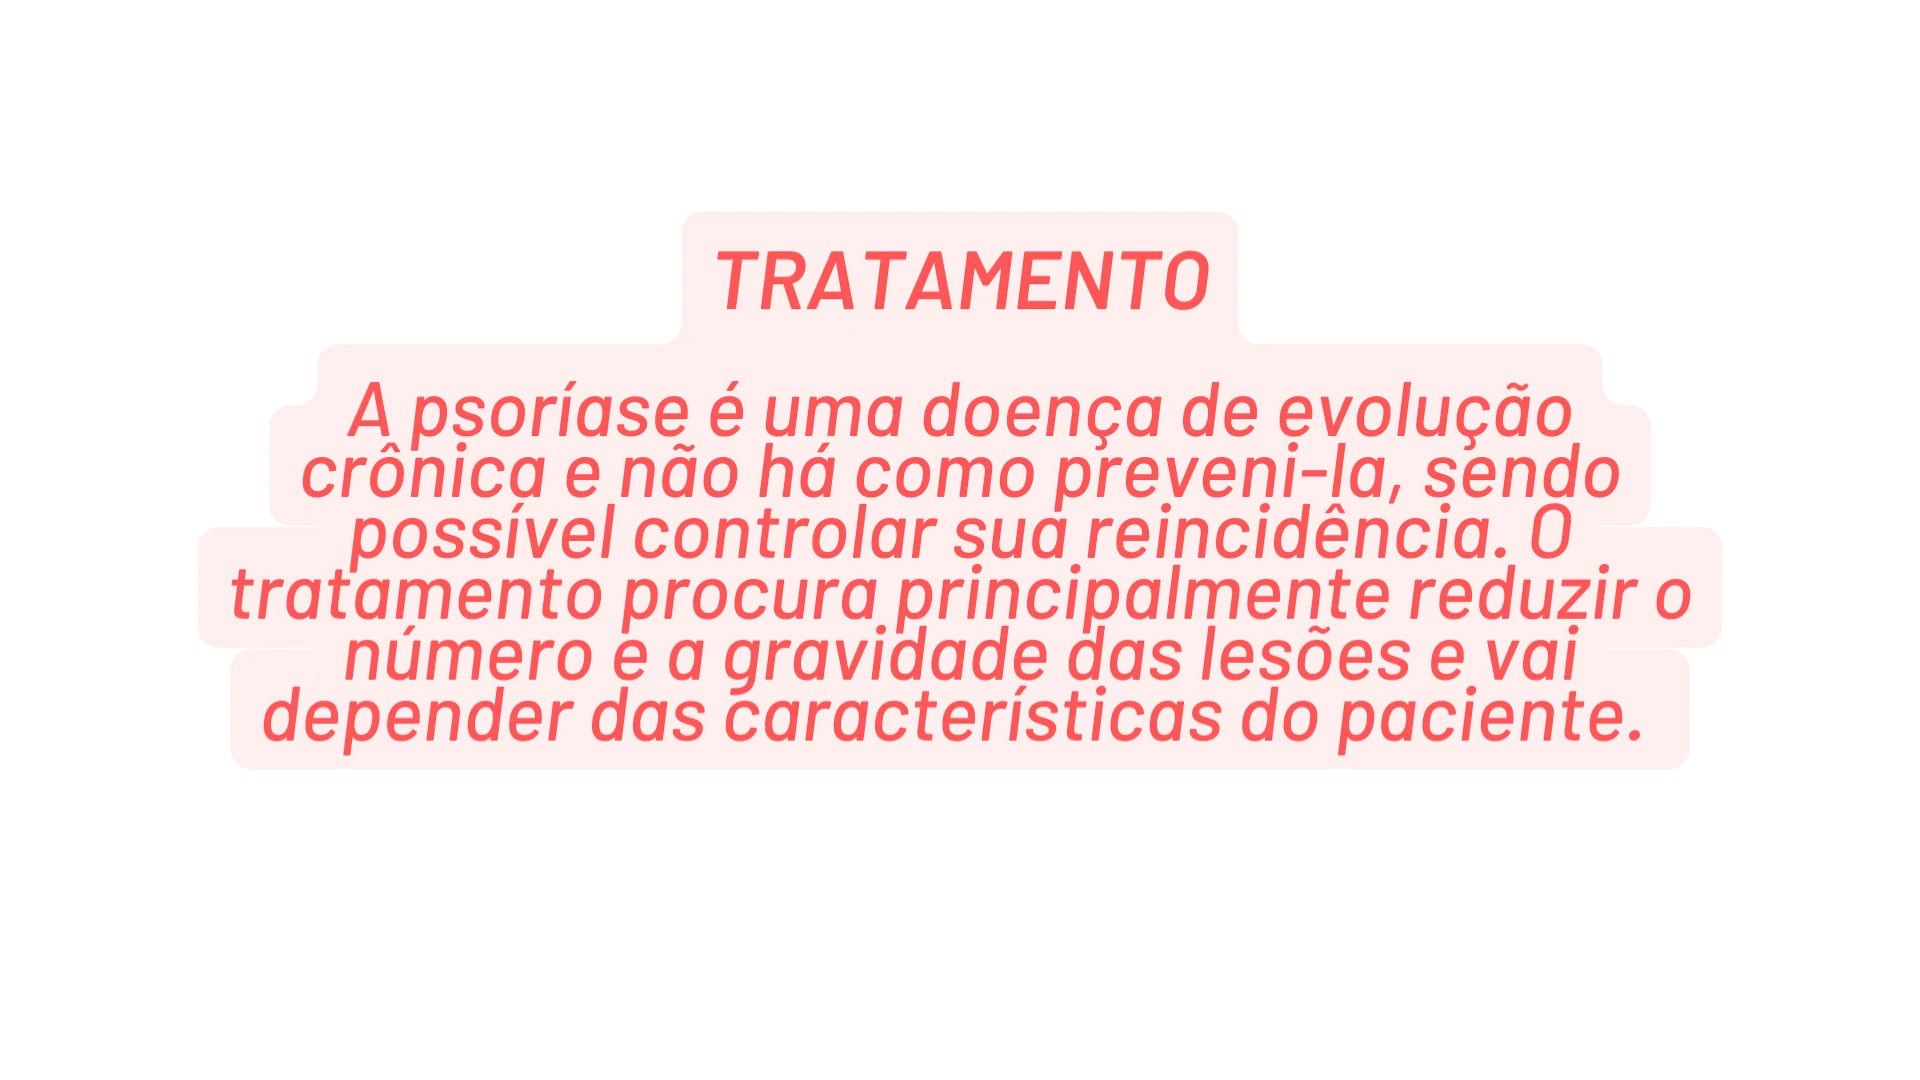 TRATAMENTO
A psoríase é uma doença de evolução
crônica e não há como preveni-la, sendo
possível controlar sua reincidência. O
tratamento procura principalmente reduzir o
número e a gravidade das lesões e vai
depender das características do paciente.